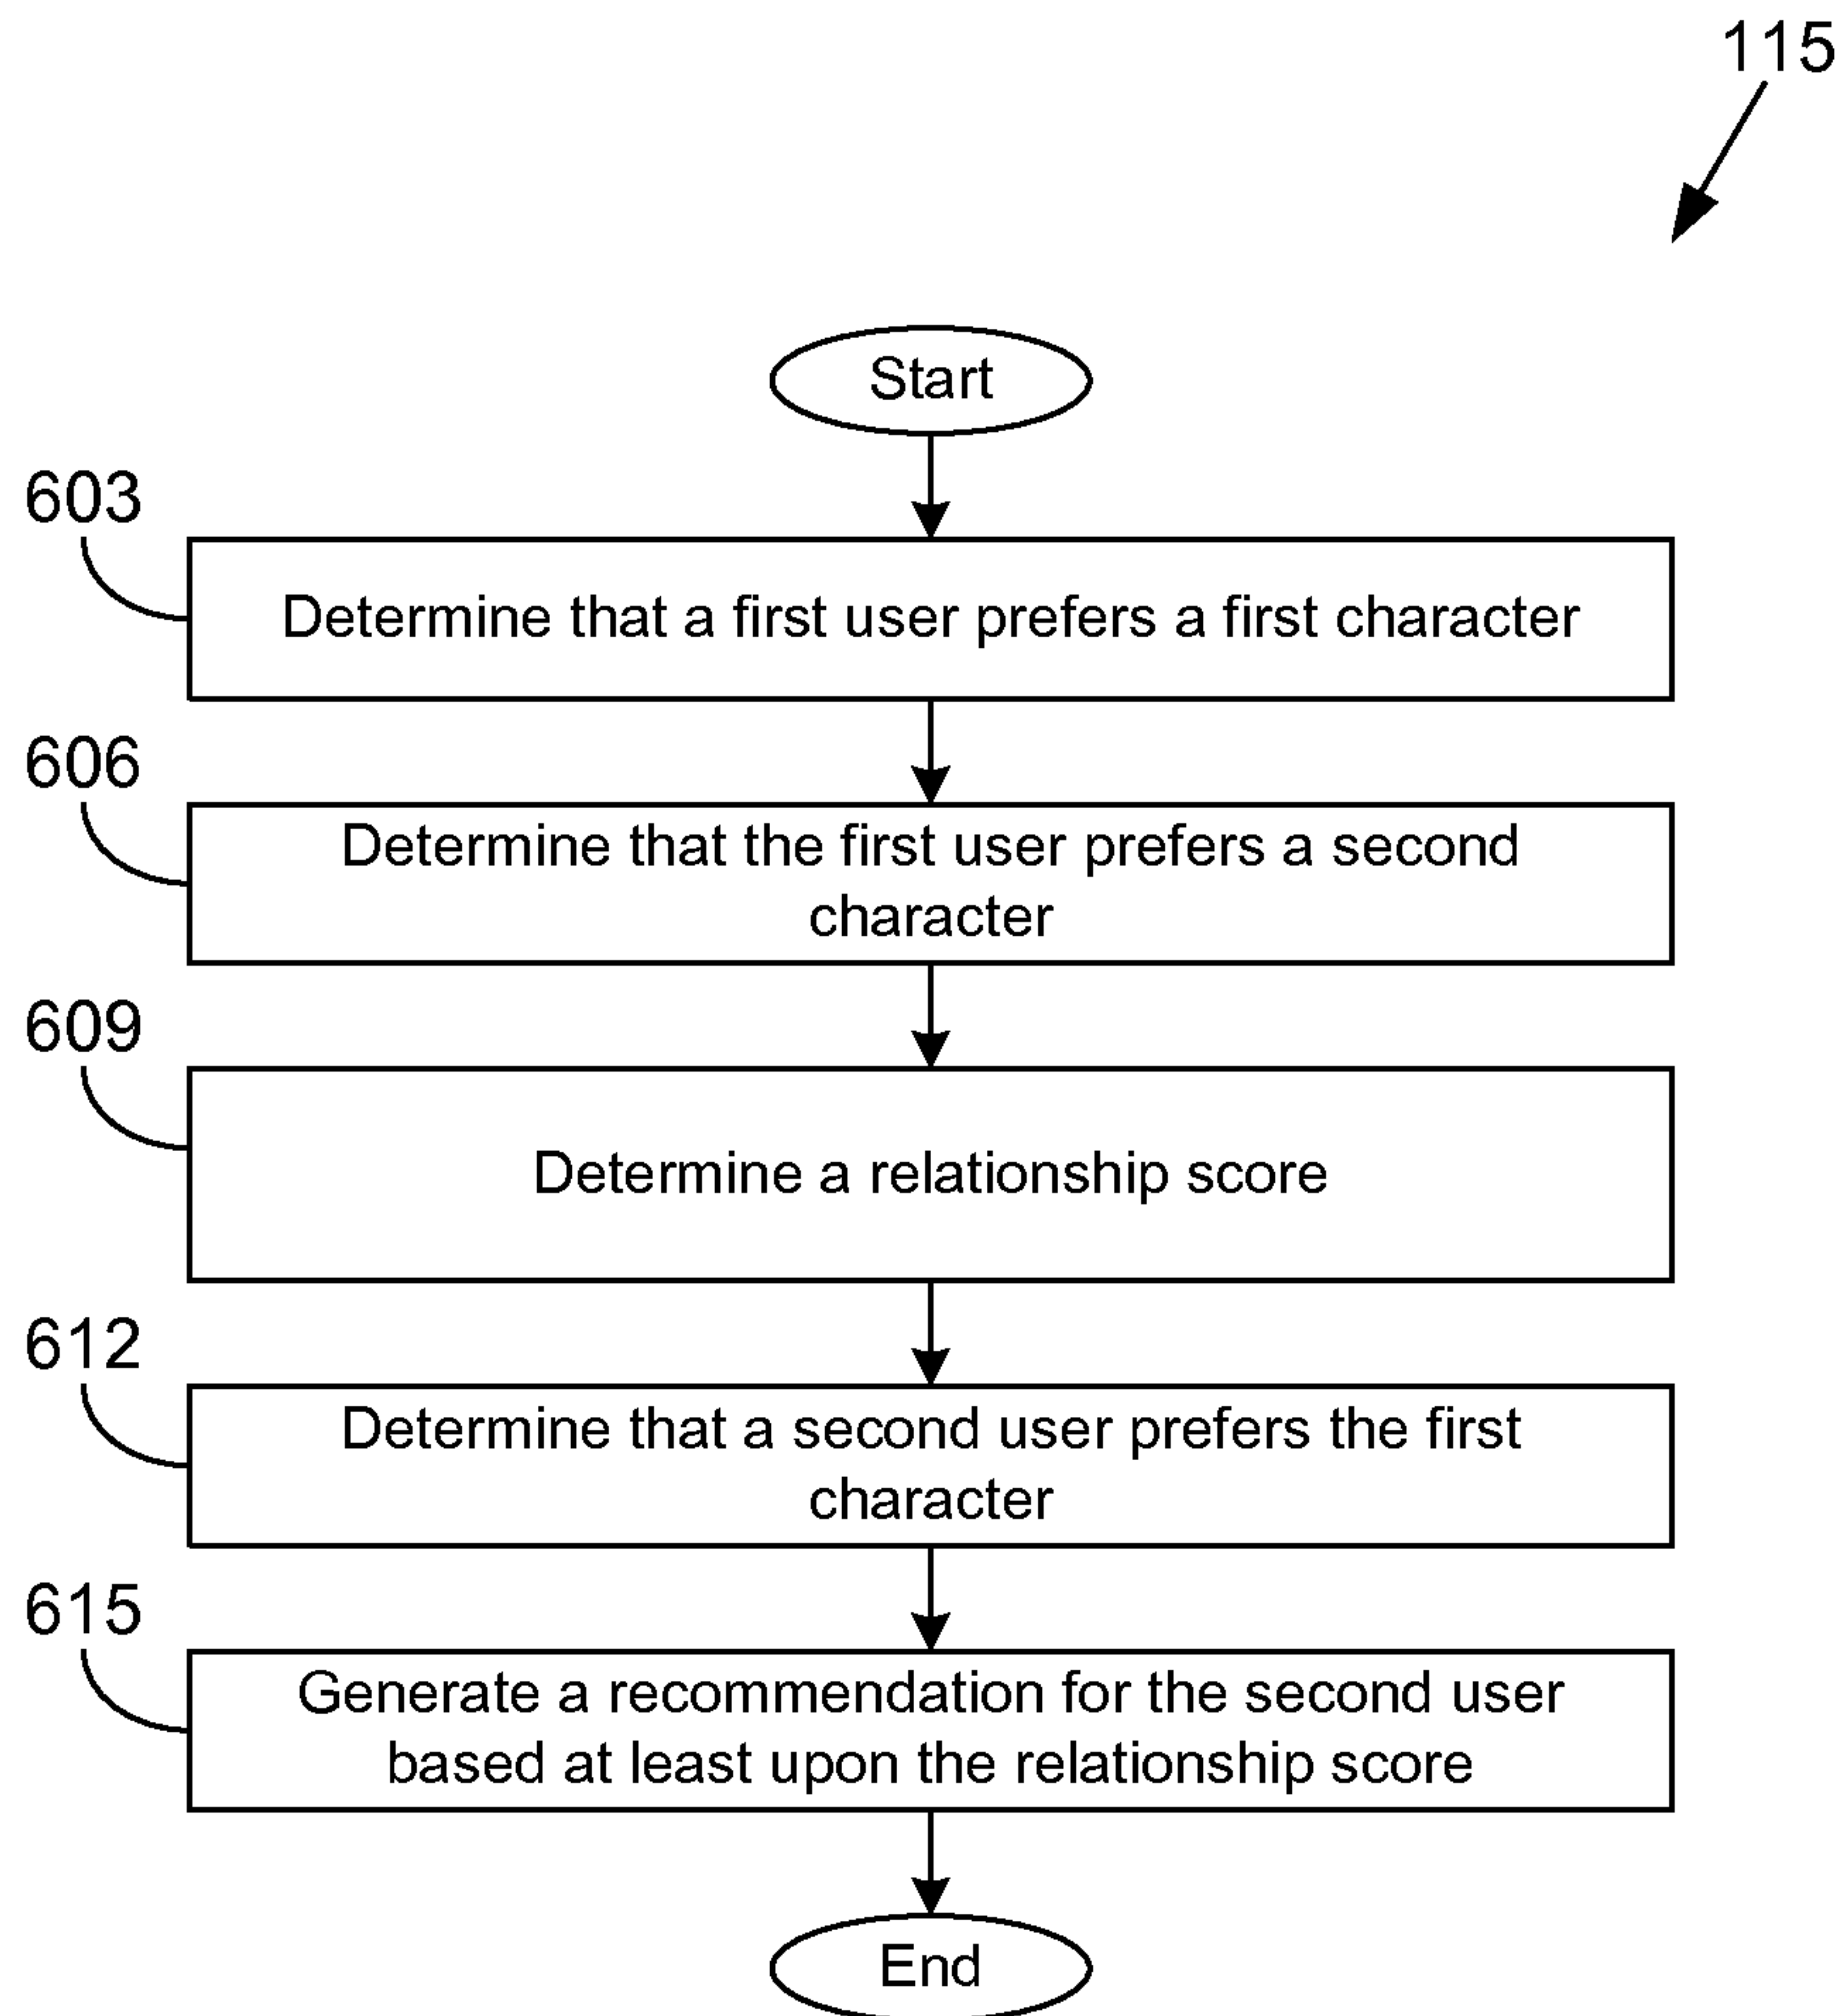 115
Start
603
Determine that a first user prefers a first character
606
Determine that the first user prefers a second
character
609
Determine a relationship score
612
Determine that a second user prefers the first
character
615
Generate a recommendation for the second user
based at least upon the relationship score
End